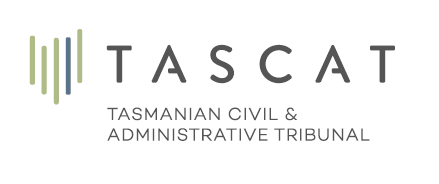 TASCAT
TASMANIAN CIVIL &
ADMINISTRATIVE TRIBUNAL